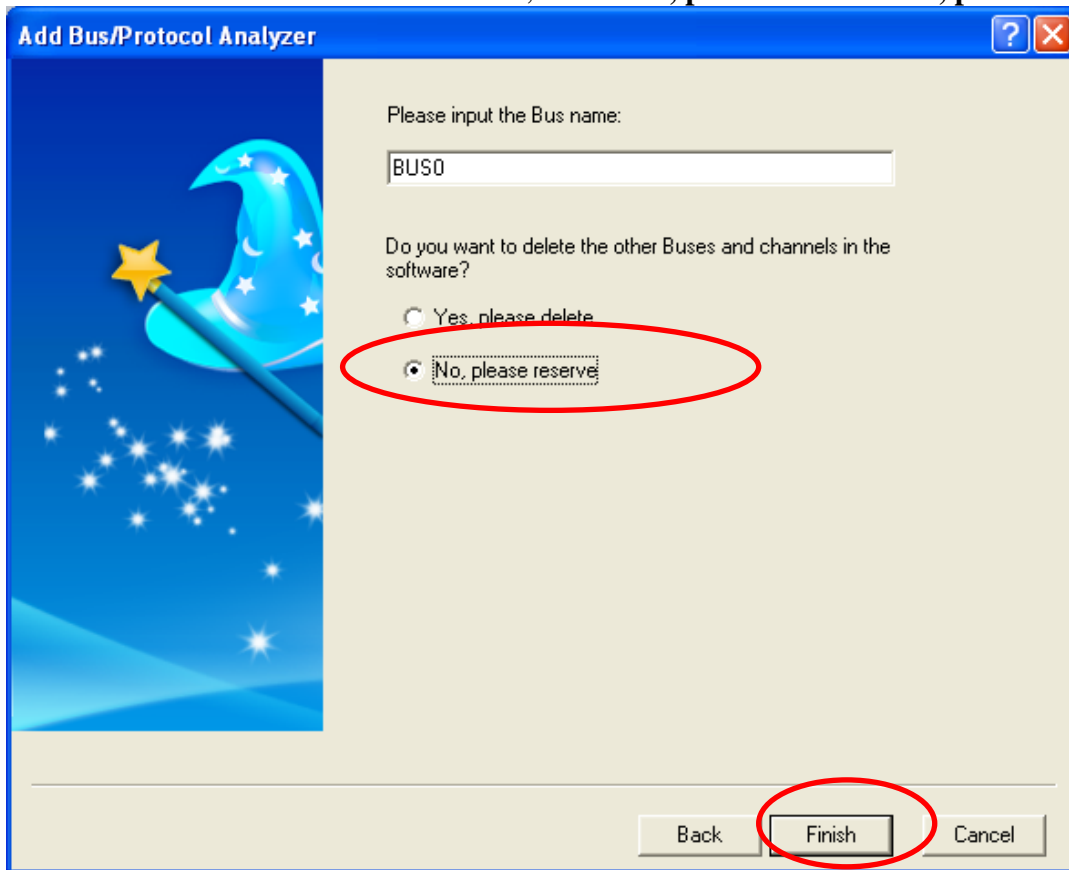 Add Bus/Protocol Analyzer
Please input the Bus name:
BUS0
Do you want to delete the other Buses and channels in the
software?
Yes, please delete
No, please reserve
Back
Finish
Cancel